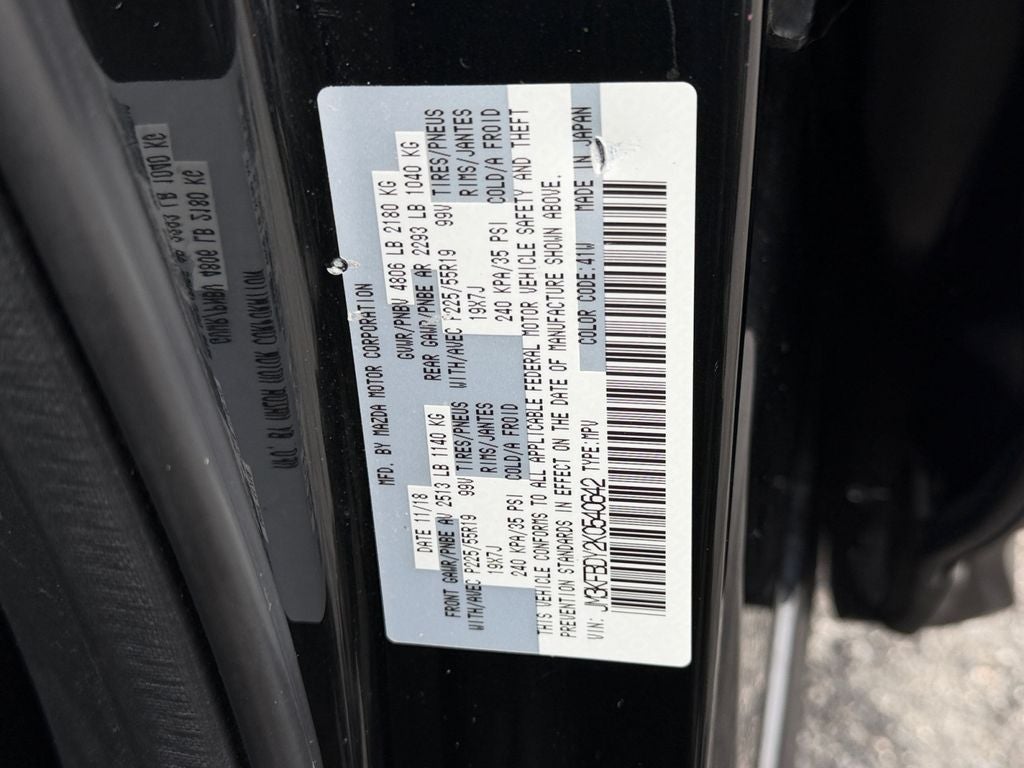 MFD. BY MAZDA MOTOR CORPORATION
DATE 11/18 GVWR/PNBV 4806 LB 2180 KG
FRONT GAWR/PNBE AV 2513 LB 1140 KG REAR GAWR/PNBE AR 2293 LB 1040 KG
WITH/AVEC P225/55R19 99V TIRES/PNEUS WITH/AVEC P225/55R19 99V TIRES/PNEUS
19X7J RIMS/JANTES 19X7J RIMS/JANTES
240 KPA/35 PSI COLD/A FROID 240 KPA/35 PSI COLD/A FROID
THIS VEHICLE CONFORMS TO ALL APPLICABLE FEDERAL MOTOR VEHICLE SAFETY AND THEFT
PREVENTION STANDARDS IN EFFECT ON THE DATE OF MANUFACTURE SHOWN ABOVE.
VIN: JM3KFBDY2K0540642 TYPE:MPV COLOR CODE:41W MADE IN JAPAN